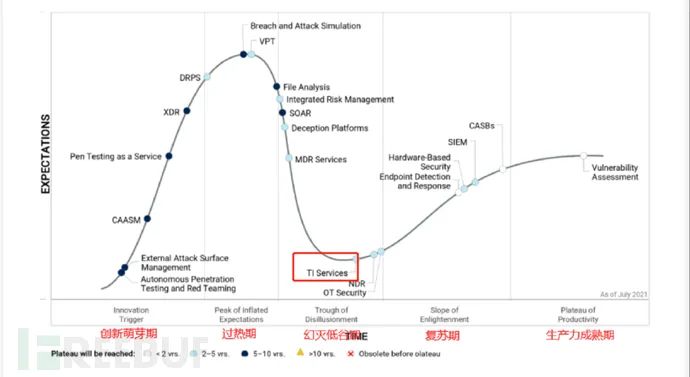 Breach and Attack Simulation
VPT
DRPS
File Analysis
Integrated Risk Management
XDR
SOAR
Deception Platforms
CASBs
SIEM
Pen Testing as a Service
MDR Services
Hardware-Based
Security
Endpoint Detection
and Response
Vulnerability
Assessment
CAASM
External Attack Surface
Management
Autonomous Penetration
Testing and Red Teaming
TI Services
NDR
OT Security
EXPECTATIONS
As of July 2021
Innovation
Trigger
Peak of Inflated
Expectations
Trough of
Disillusionment
Slope of
Enlightenment
Plateau of
Productivity
创新萌芽期
过热期
幻灭低谷期
TIME
复苏期
生产力成熟期
Plateau will be reached:
< 2 yrs.
2–5 yrs.
5–10 yrs.
>10 yrs.
Obsolete before plateau
FREEBUF